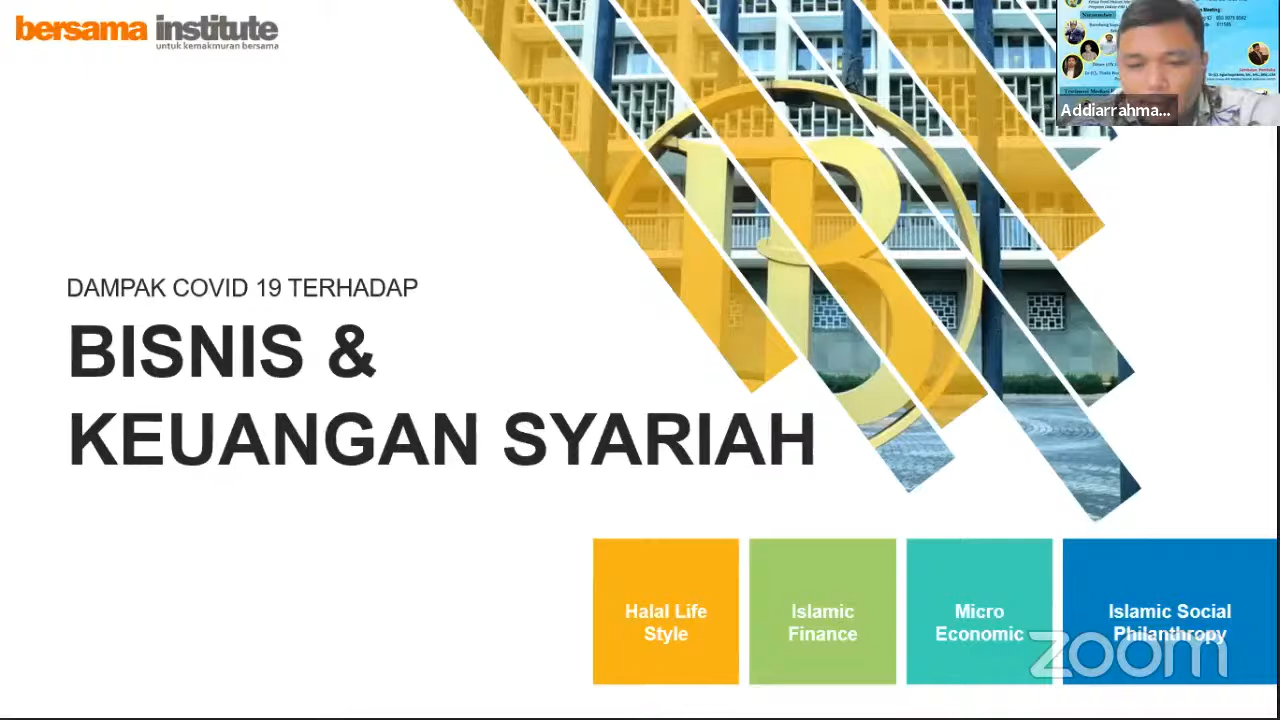 bersama institute
untuk kemakmuran bersama
Addiarrahma...
DAMPAK COVID 19 TERHADAP
BISNIS &
KEUANGAN SYARIAH
Halal Life
Style
Islamic
Finance
Micro
Economic
Islamic Social
Philanthropy
zoom